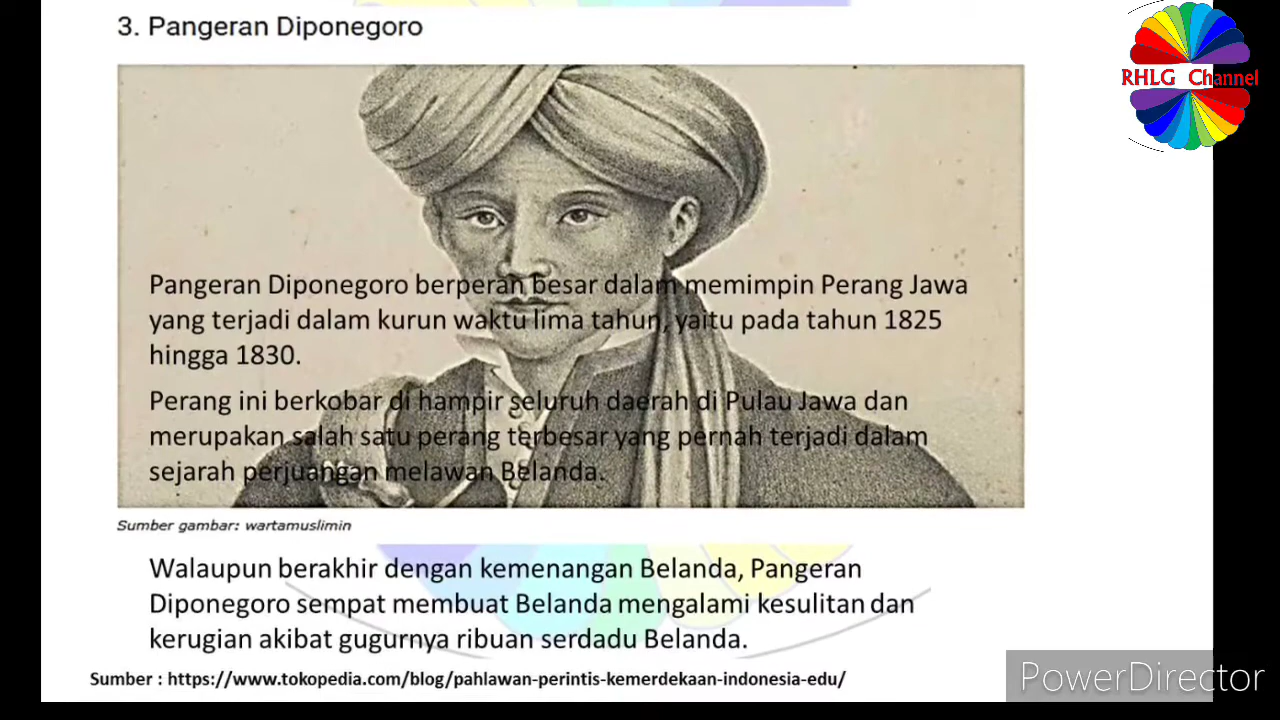 3. Pangeran Diponegoro
RHLG Channel
Pangeran Diponegoro berperan besar dalam memimpin Perang Jawa
yang terjadi dalam kurun waktu lima tahun, yaitu pada tahun 1825
hingga 1830.
Perang ini berkobar di hampir seluruh daerah di Pulau Jawa dan
merupakan salah satu perang terbesar yang pernah terjadi dalam
sejarah perjuangan melawan Belanda.
Sumber gambar: wartamuslimin
Walaupun berakhir dengan kemenangan Belanda, Pangeran
Diponegoro sempat membuat Belanda mengalami kesulitan dan
kerugian akibat gugurnya ribuan serdadu Belanda.
Sumber : https://www.tokopedia.com/blog/pahlawan-perintis-kemerdekaan-indonesia-edu/
PowerDirector